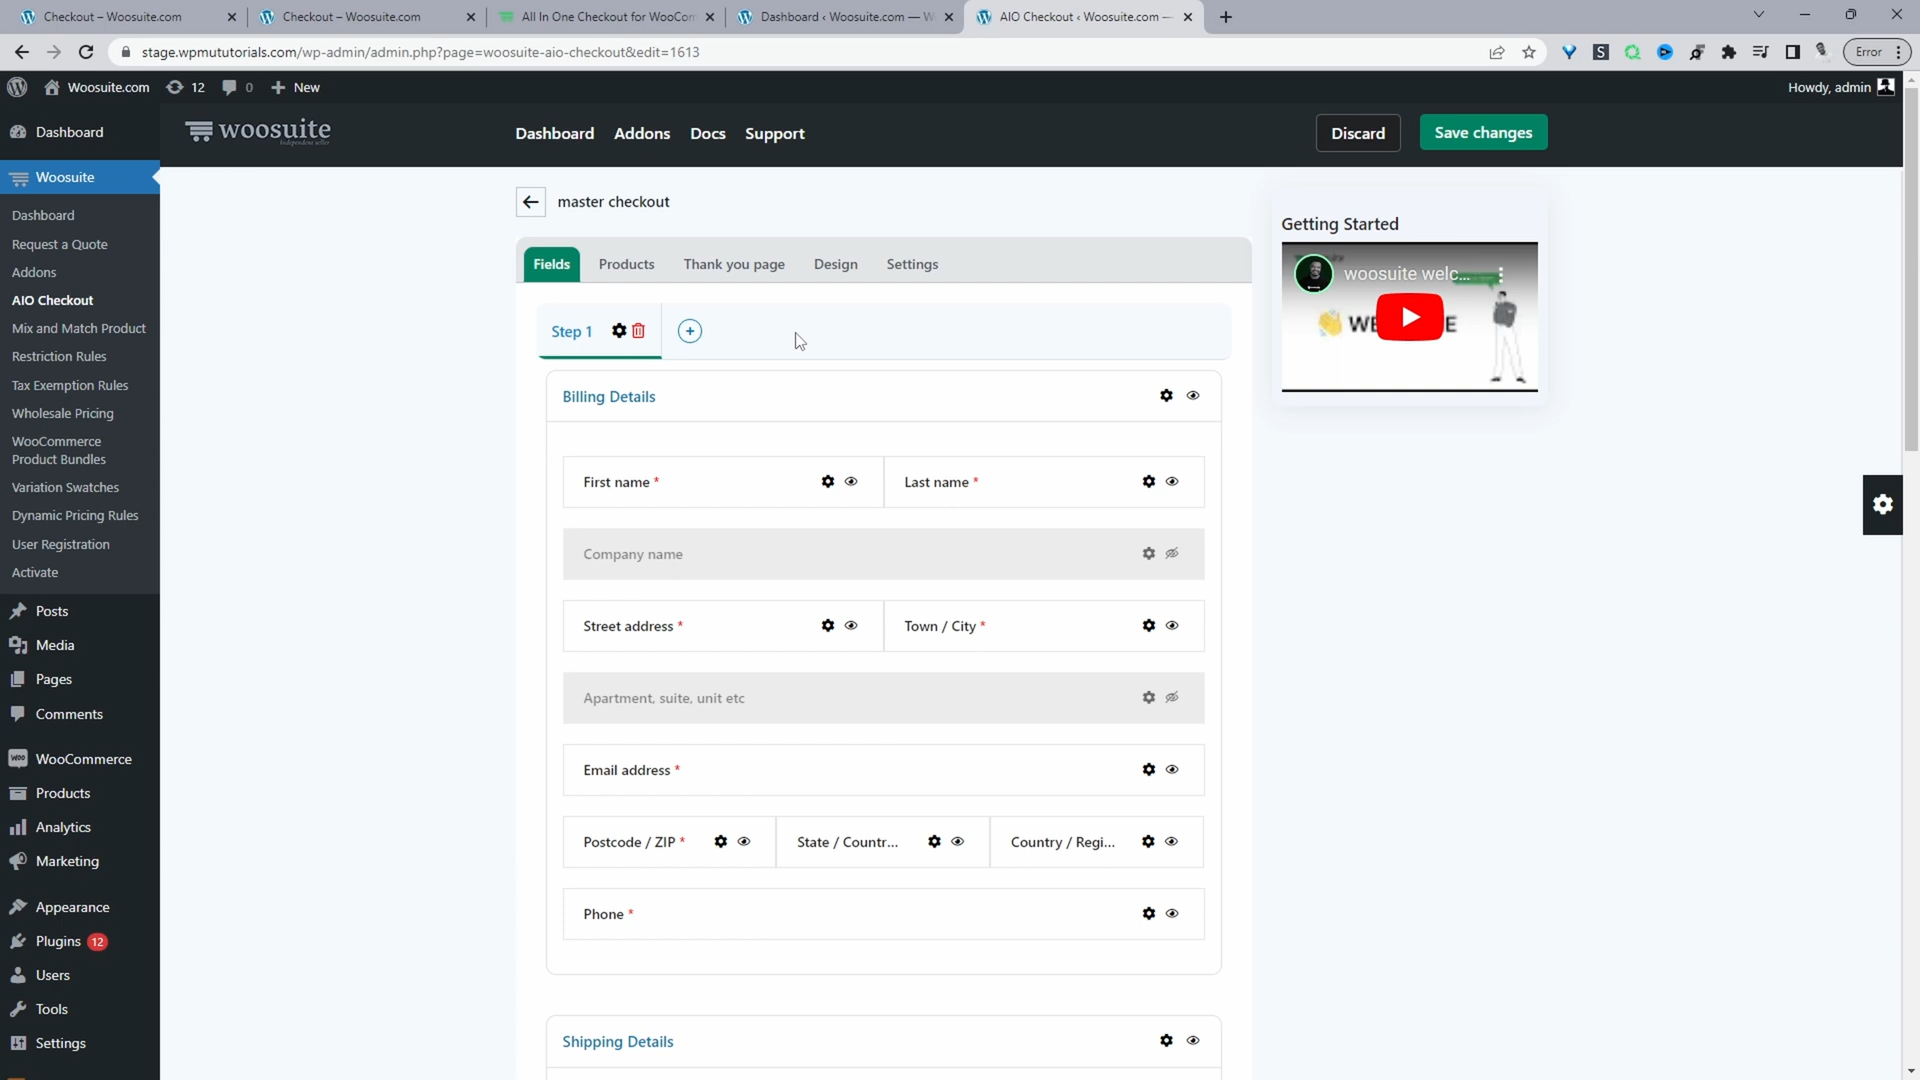 Checkout – Woosuite.com
Checkout – Woosuite.com
All In One Checkout for WooCom
Dashboard ‹ Woosuite.com — W
AIO Checkout ‹ Woosuite.com —
stage.wpmututorials.com/wp-admin/admin.php?page=woosuite-aio-checkout&edit=1613
Error
Woosuite.com
12
0
New
Howdy, admin
Dashboard
woosuite
Independent seller
Dashboard
Addons
Docs
Support
Discard
Save changes
Woosuite
Dashboard
Request a Quote
Addons
AIO Checkout
Mix and Match Product
Restriction Rules
Tax Exemption Rules
Wholesale Pricing
WooCommerce
Product Bundles
Variation Swatches
Dynamic Pricing Rules
User Registration
Activate
Posts
Media
Pages
Comments
WooCommerce
Products
Analytics
Marketing
Appearance
Plugins 12
Users
Tools
Settings
master checkout
Fields
Products
Thank you page
Design
Settings
Step 1
Billing Details
First name *
Last name *
Company name
Street address *
Town / City *
Apartment, suite, unit etc
Email address *
Postcode / ZIP *
State / Countr...
Country / Regi...
Phone *
Shipping Details
Getting Started
woosuite welc...